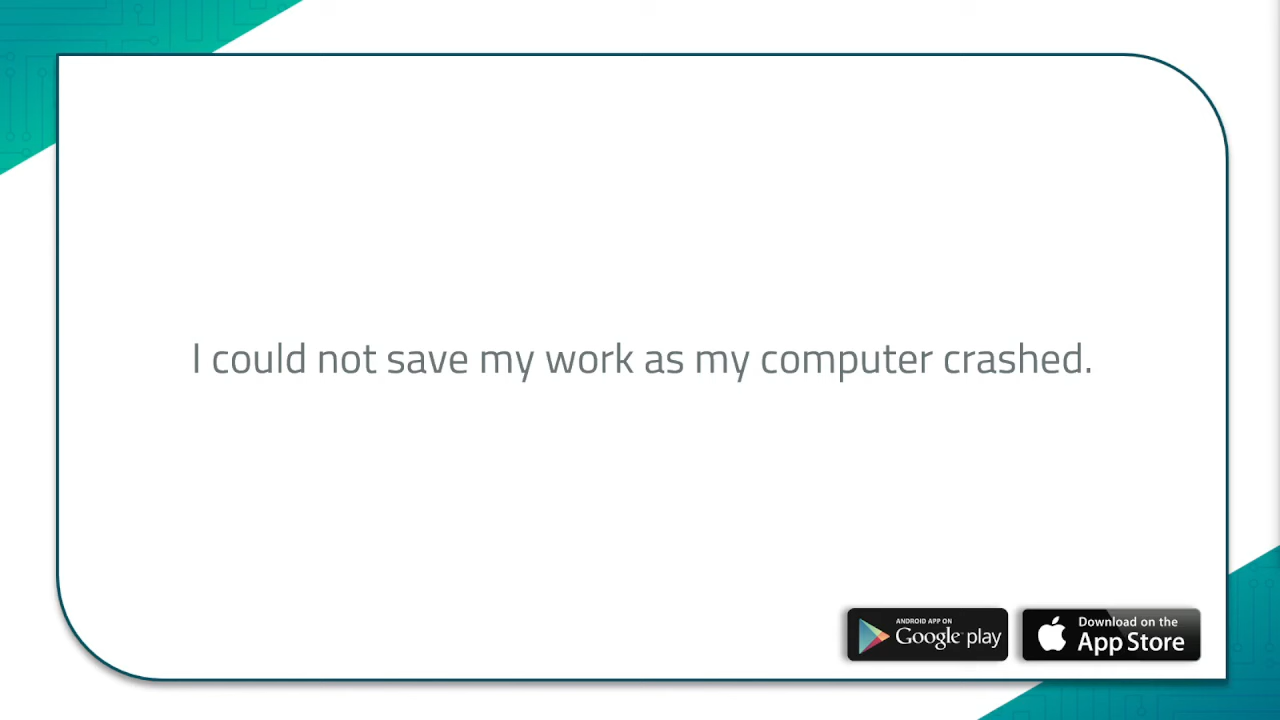 I could not save my work as my computer crashed.
ANDROID APP ON
Google play
Download on the
App Store